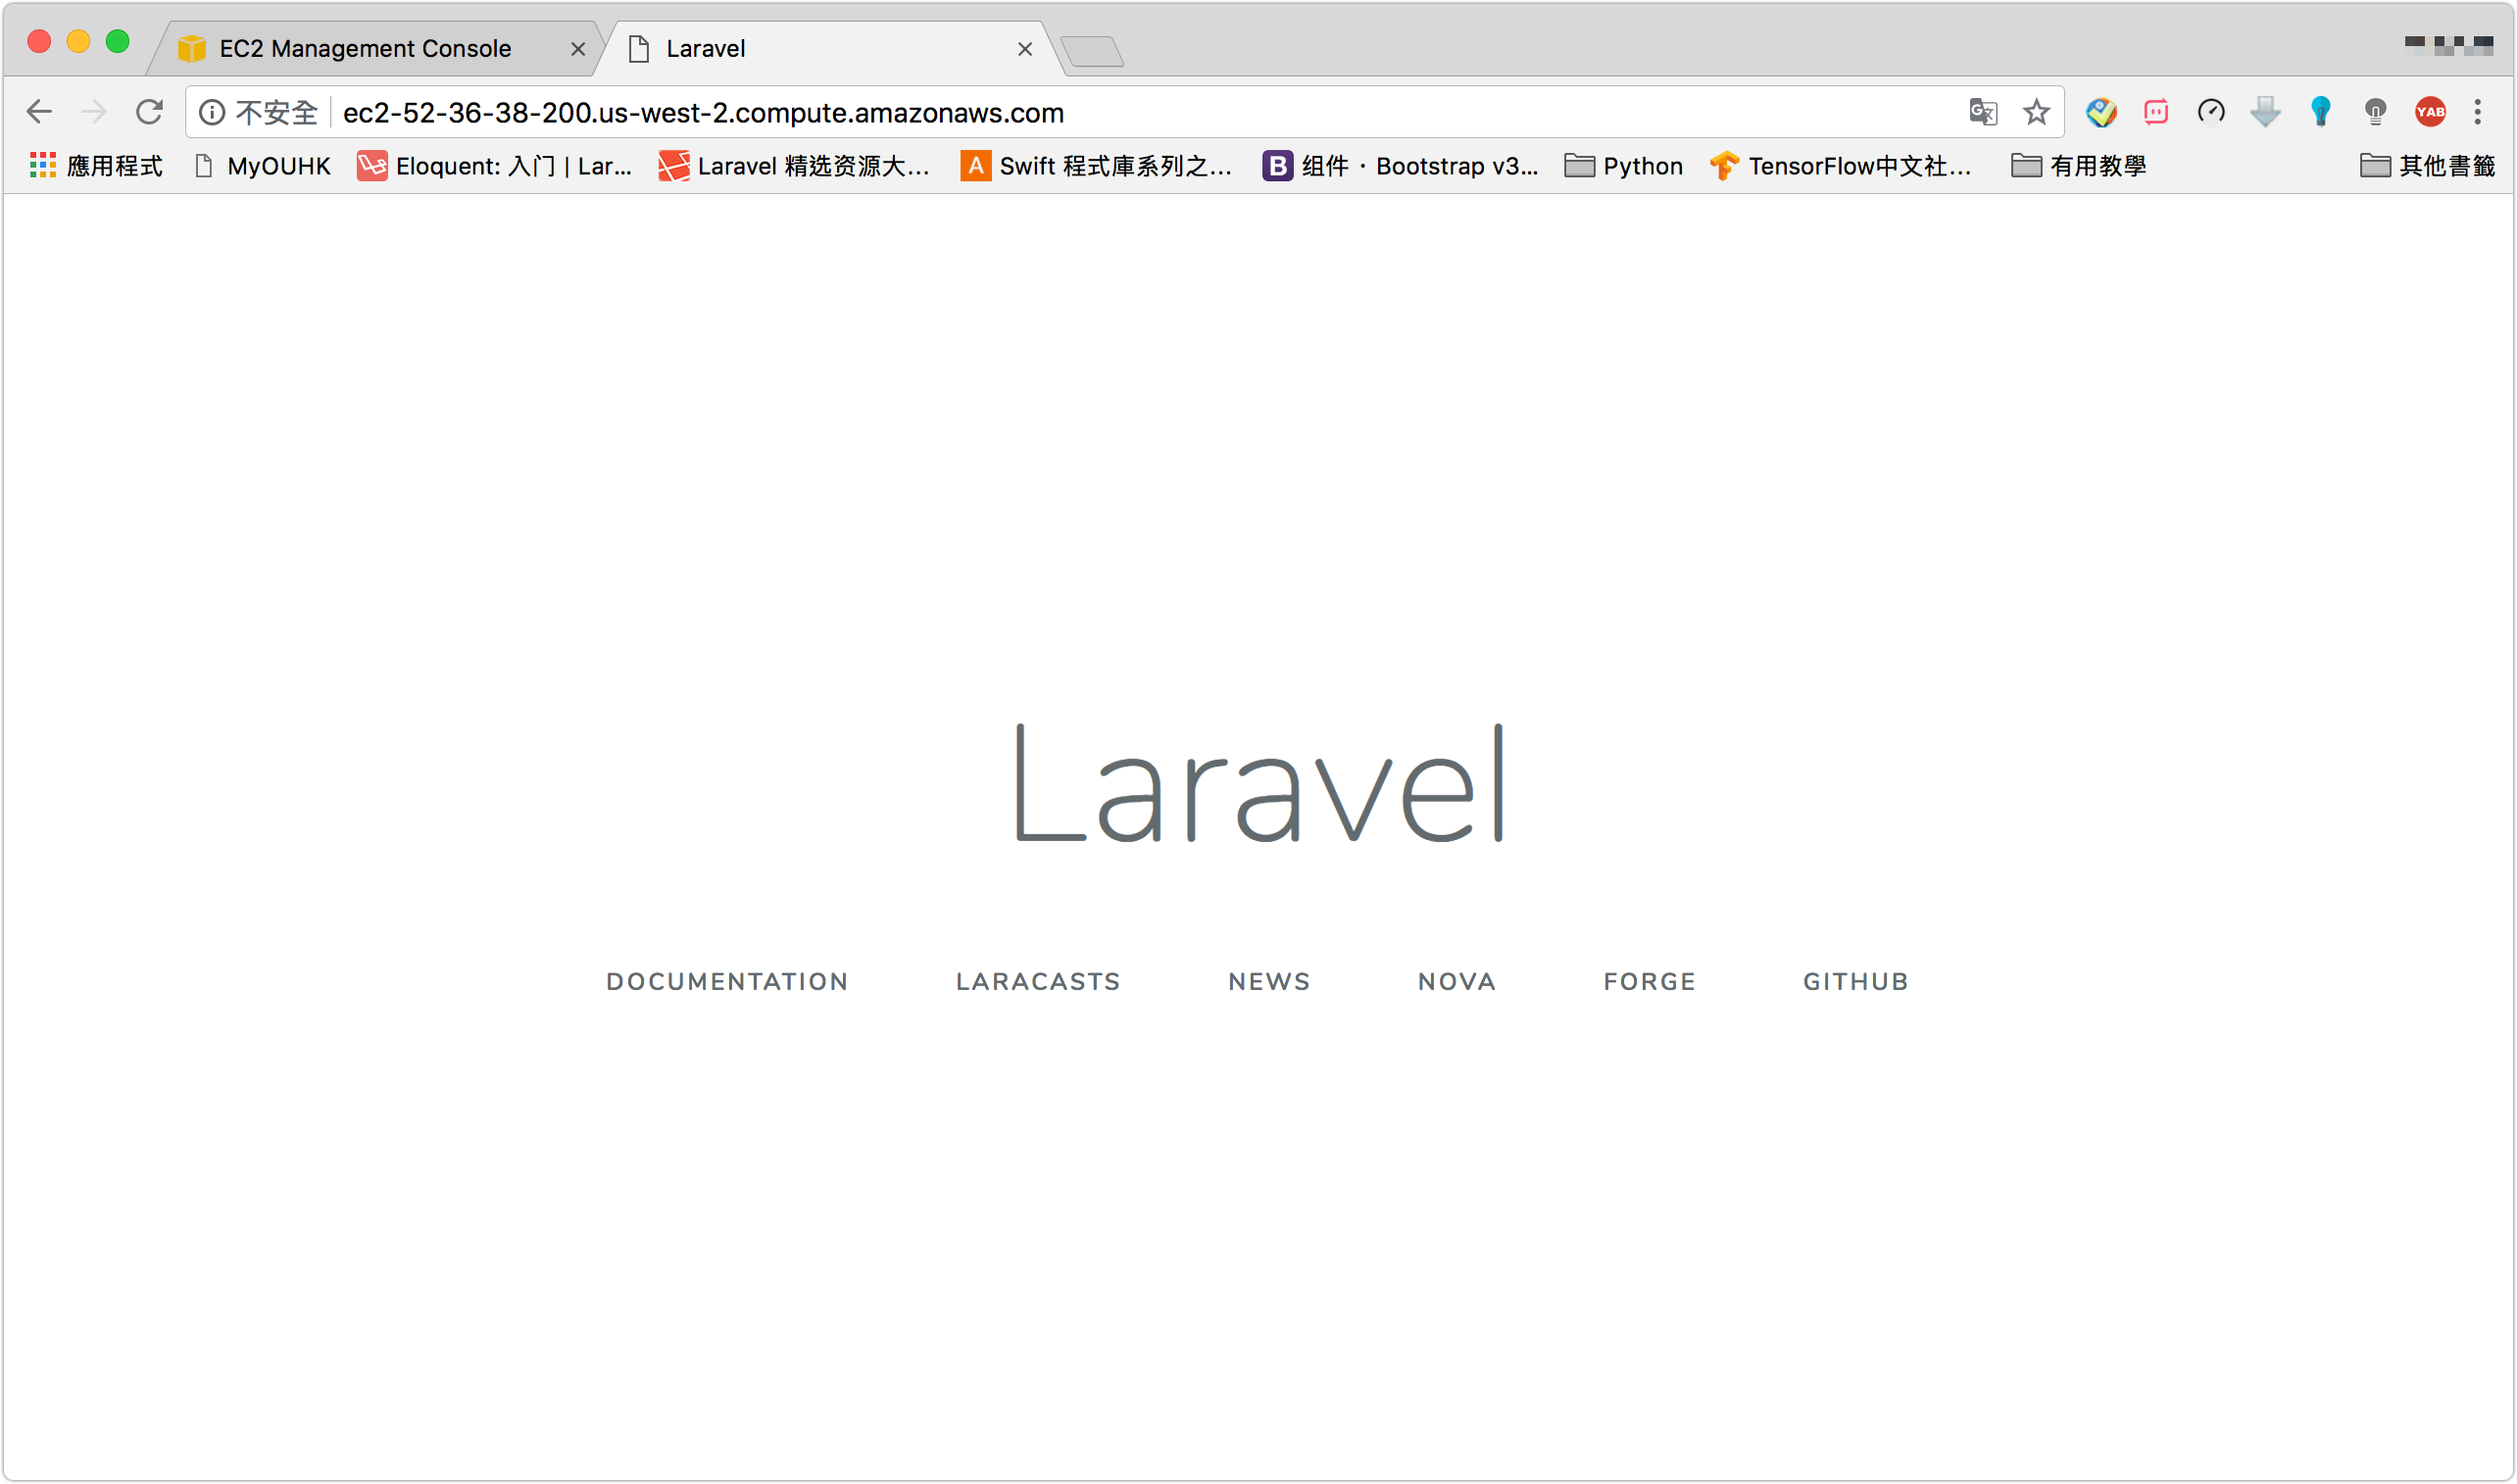 EC2 Management Console
Laravel
不安全 ec2-52-36-38-200.us-west-2.compute.amazonaws.com YAB
應用程式 MyOUHK Eloquent: 入门 | Lar... Laravel 精选资源大... A Swift 程式庫系列之... B 组件 · Bootstrap v3... Python TensorFlow中文社... 有用教學 其他書籤
Laravel
DOCUMENTATION LARACASTS NEWS NOVA FORGE GITHUB